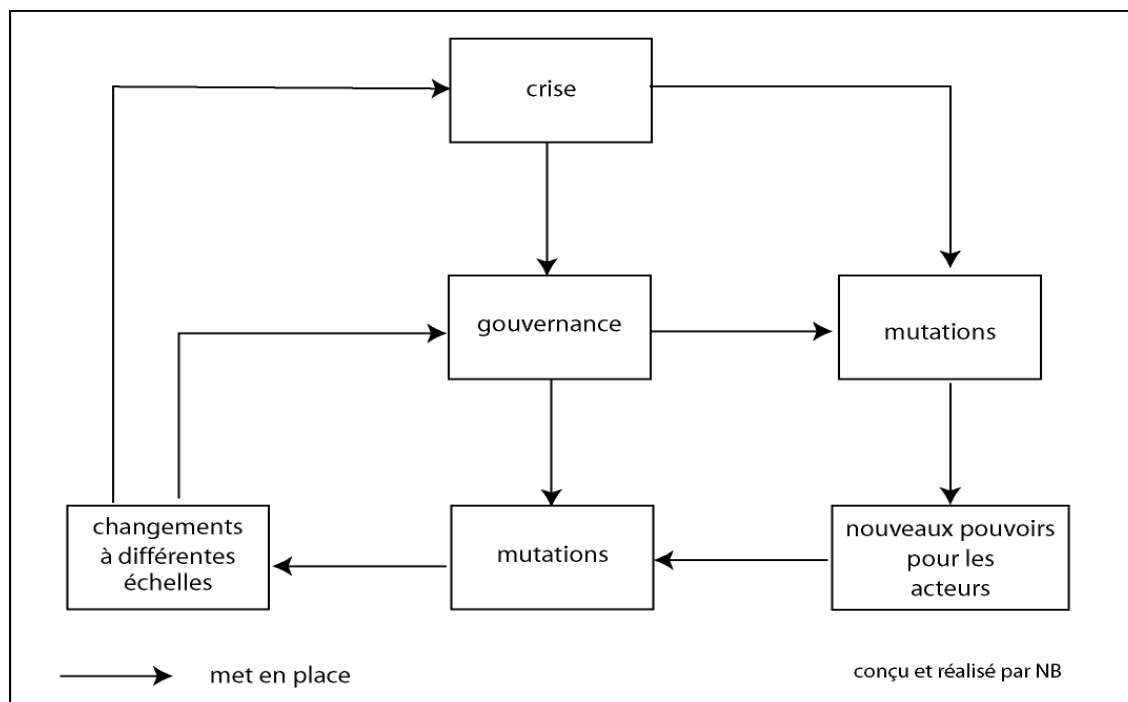 crise
gouvernance
mutations
changements
à différentes
échelles
mutations
nouveaux pouvoirs
pour les
acteurs
met en place
conçu et réalisé par NB